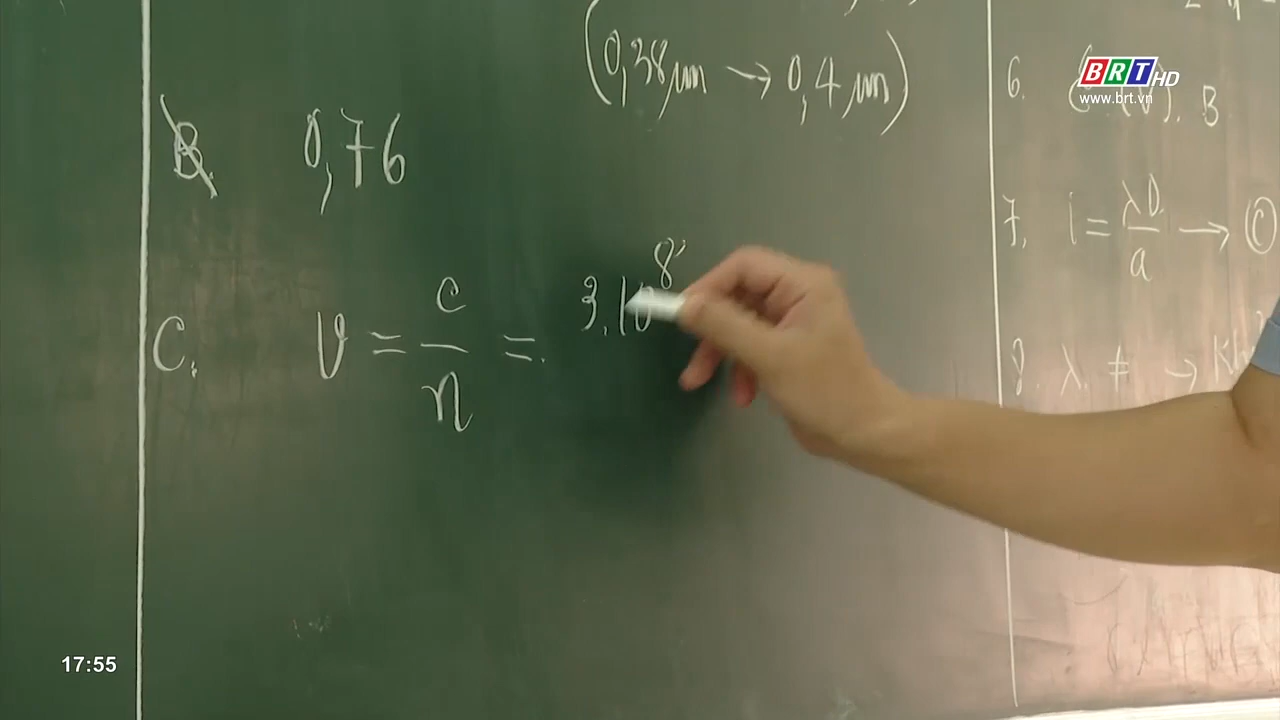 (0,38 μm → 0,4 μm)
B. 0,76
C. v = c/n = 3.10⁸
6. B
7. i = λD/a → C
8. λ ≠ →
BRT HD
www.brt.vn
17:55